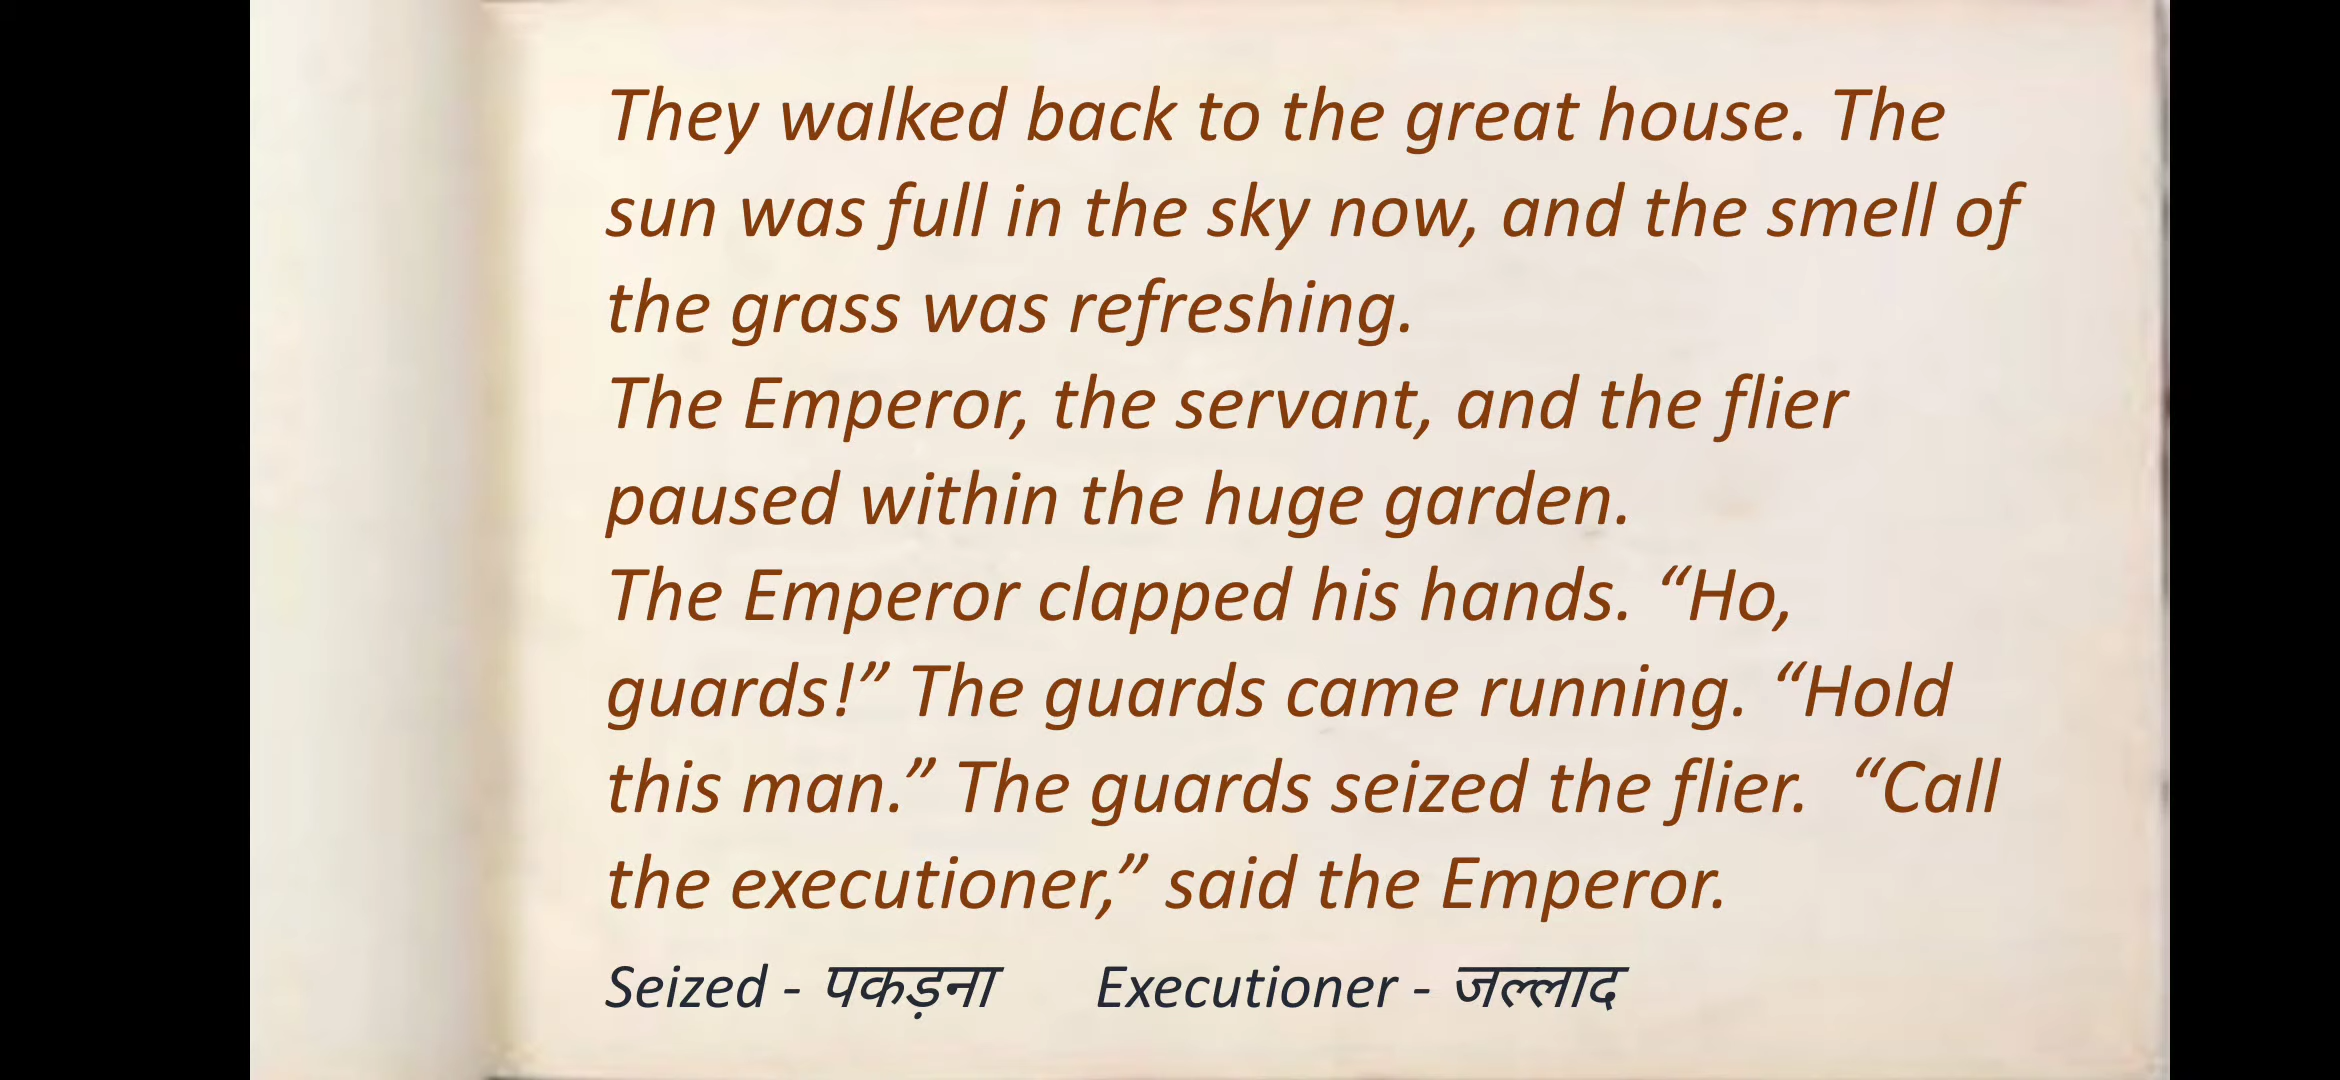 They walked back to the great house. The
sun was full in the sky now, and the smell of
the grass was refreshing.
The Emperor, the servant, and the flier
paused within the huge garden.
The Emperor clapped his hands. “Ho,
guards!” The guards came running. “Hold
this man.” The guards seized the flier.  “Call
the executioner,” said the Emperor.
Seized - पकड़ना Executioner - जल्लाद